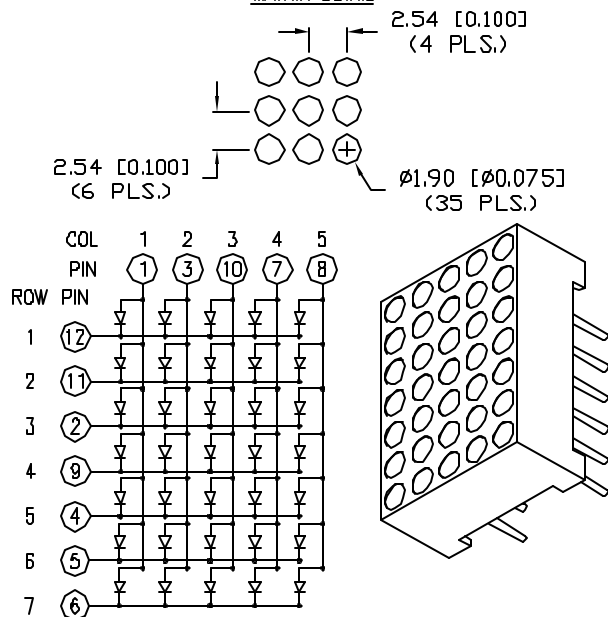 2.54 [0.100]
(4 PLS.)
2.54 [0.100]
(6 PLS.)
Ø1.90 [Ø0.075]
(35 PLS.)
COL 1 2 3 4 5
PIN 1 3 10 7 8
ROW PIN
1 12
2 11
3 2
4 9
5 4
6 5
7 6